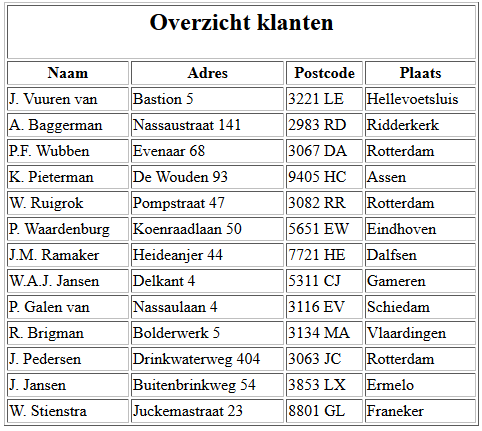 Overzicht klanten
Naam Adres Postcode Plaats
J. Vuuren van Bastion 5 3221 LE Hellevoetsluis
A. Baggerman Nassaustraat 141 2983 RD Ridderkerk
P.F. Wubben Evenaar 68 3067 DA Rotterdam
K. Pieterman De Wouden 93 9405 HC Assen
W. Ruigrok Pompstraat 47 3082 RR Rotterdam
P. Waardenburg Koenraadlaan 50 5651 EW Eindhoven
J.M. Ramaker Heideanjer 44 7721 HE Dalfsen
W.A.J. Jansen Delkant 4 5311 CJ Gameren
P. Galen van Nassaulaan 4 3116 EV Schiedam
R. Brigman Bolderwerk 5 3134 MA Vlaardingen
J. Pedersen Drinkwaterweg 404 3063 JC Rotterdam
J. Jansen Buitenbrinkweg 54 3853 LX Ermelo
W. Stienstra Juckemastraat 23 8801 GL Franeker